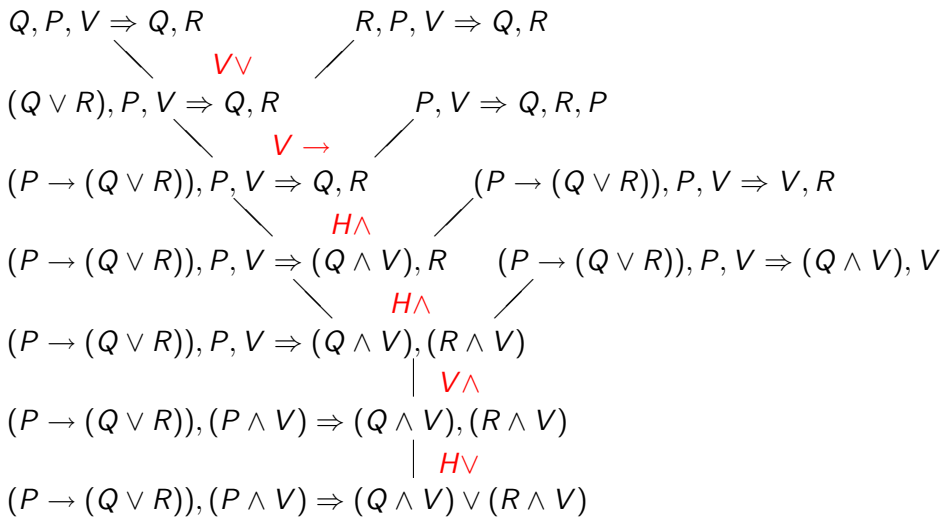 Q, P, V ⇒ Q, R R, P, V ⇒ Q, R
V∨
(Q ∨ R), P, V ⇒ Q, R P, V ⇒ Q, R, P
V →
(P → (Q ∨ R)), P, V ⇒ Q, R (P → (Q ∨ R)), P, V ⇒ V, R
H∧
(P → (Q ∨ R)), P, V ⇒ (Q ∧ V), R (P → (Q ∨ R)), P, V ⇒ (Q ∧ V), V
H∧
(P → (Q ∨ R)), P, V ⇒ (Q ∧ V), (R ∧ V)
V∧
(P → (Q ∨ R)), (P ∧ V) ⇒ (Q ∧ V), (R ∧ V)
H∨
(P → (Q ∨ R)), (P ∧ V) ⇒ (Q ∧ V) ∨ (R ∧ V)